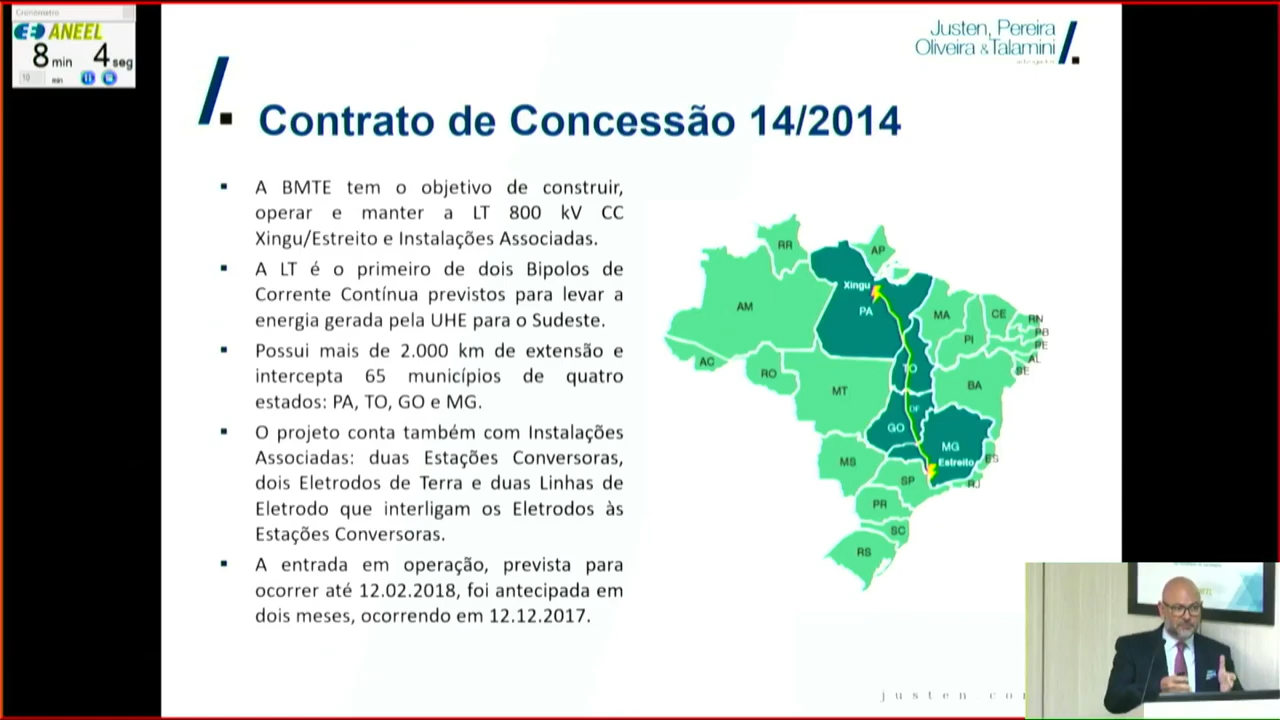 Cronômetro
ANEEL
8 min 4 seg
10 min
Justen, Pereira
Oliveira & Talamini
Contrato de Concessão 14/2014
▪ A BMTE tem o objetivo de construir,
operar e manter a LT 800 kV CC
Xingu/Estreito e Instalações Associadas.
▪ A LT é o primeiro de dois Bipolos de
Corrente Contínua previstos para levar a
energia gerada pela UHE para o Sudeste.
▪ Possui mais de 2.000 km de extensão e
intercepta 65 municípios de quatro
estados: PA, TO, GO e MG.
▪ O projeto conta também com Instalações
Associadas: duas Estações Conversoras,
dois Eletrodos de Terra e duas Linhas de
Eletrodo que interligam os Eletrodos às
Estações Conversoras.
▪ A entrada em operação, prevista para
ocorrer até 12.02.2018, foi antecipada em
dois meses, ocorrendo em 12.12.2017.
RR
AP
Xingu
AM
PA
MA
CE
RN
PB
PI
PE
AL
SE
AC
RO
TO
MT
BA
DF
GO
MG
Estreito
ES
MS
SP
RJ
PR
SC
RS
justen.co